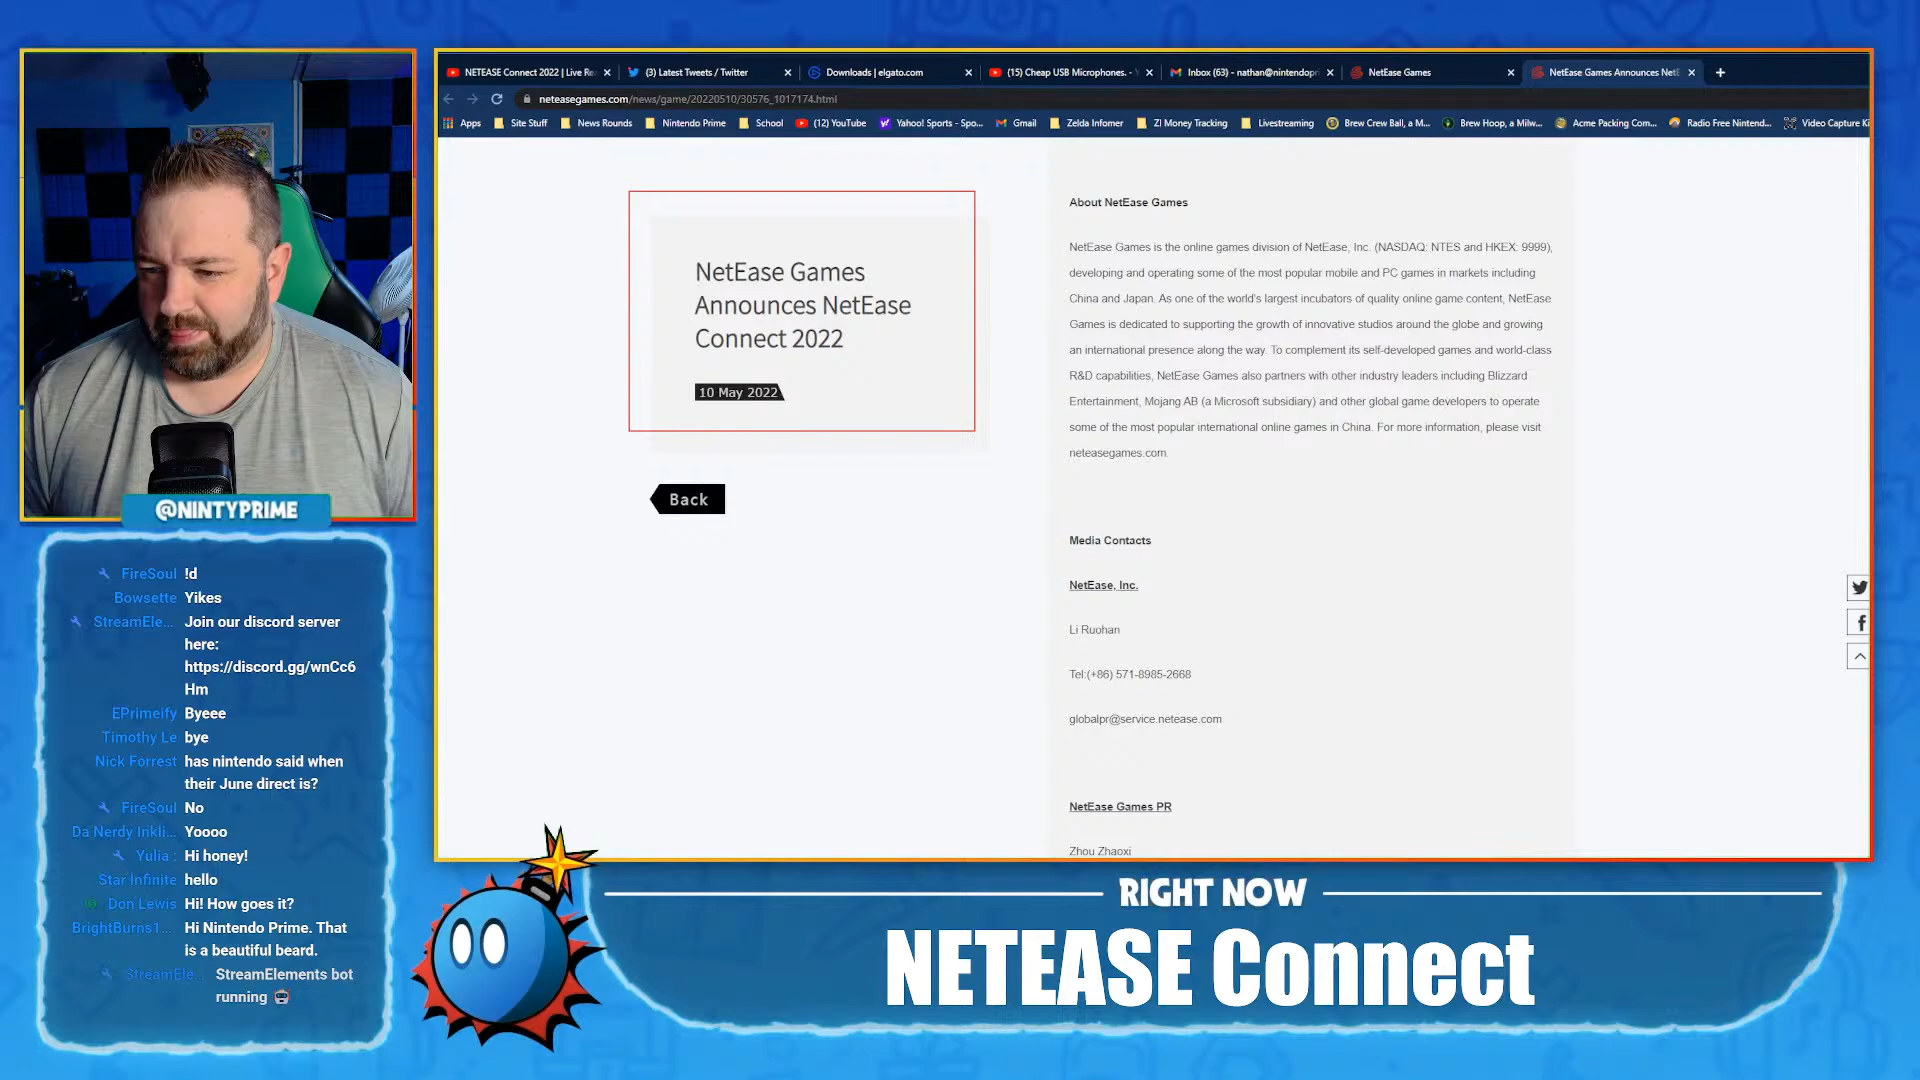 NETEASE Connect 2022 | Live Re
(3) Latest Tweets / Twitter
Downloads | elgato.com
(15) Cheap USB Microphones. -
Inbox (63) - nathan@nintendopri
NetEase Games
NetEase Games Announces NetE
neteasegames.com/news/game/20220510/30576_1017174.html
Apps
Site Stuff
News Rounds
Nintendo Prime
School
(12) YouTube
Yahoo! Sports - Spo...
Gmail
Zelda Infomer
ZI Money Tracking
Livestreaming
Brew Crew Ball, a M...
Brew Hoop, a Milw...
Acme Packing Com...
Radio Free Nintend...
Video Capture Ki
NetEase Games
Announces NetEase
Connect 2022
10 May 2022
Back
About NetEase Games
NetEase Games is the online games division of NetEase, Inc. (NASDAQ: NTES and HKEX: 9999),
developing and operating some of the most popular mobile and PC games in markets including
China and Japan. As one of the world's largest incubators of quality online game content, NetEase
Games is dedicated to supporting the growth of innovative studios around the globe and growing
an international presence along the way. To complement its self-developed games and world-class
R&D capabilities, NetEase Games also partners with other industry leaders including Blizzard
Entertainment, Mojang AB (a Microsoft subsidiary) and other global game developers to operate
some of the most popular international online games in China. For more information, please visit
neteasegames.com.
Media Contacts
NetEase, Inc.
Li Ruohan
Tel:(+86) 571-8985-2668
globalpr@service.netease.com
NetEase Games PR
Zhou Zhaoxi
@NINTYPRIME
FireSoul !d
Bowsette Yikes
StreamEle... Join our discord server
here:
https://discord.gg/wnCc6
Hm
EPrimeify Byeee
Timothy Le bye
Nick Forrest has nintendo said when
their June direct is?
FireSoul No
Da Nerdy Inkli... Yoooo
Yulia : Hi honey!
Star Infinite hello
Don Lewis Hi! How goes it?
BrightBurns1... Hi Nintendo Prime. That
is a beautiful beard.
StreamEle... StreamElements bot
running
RIGHT NOW
NETEASE Connect